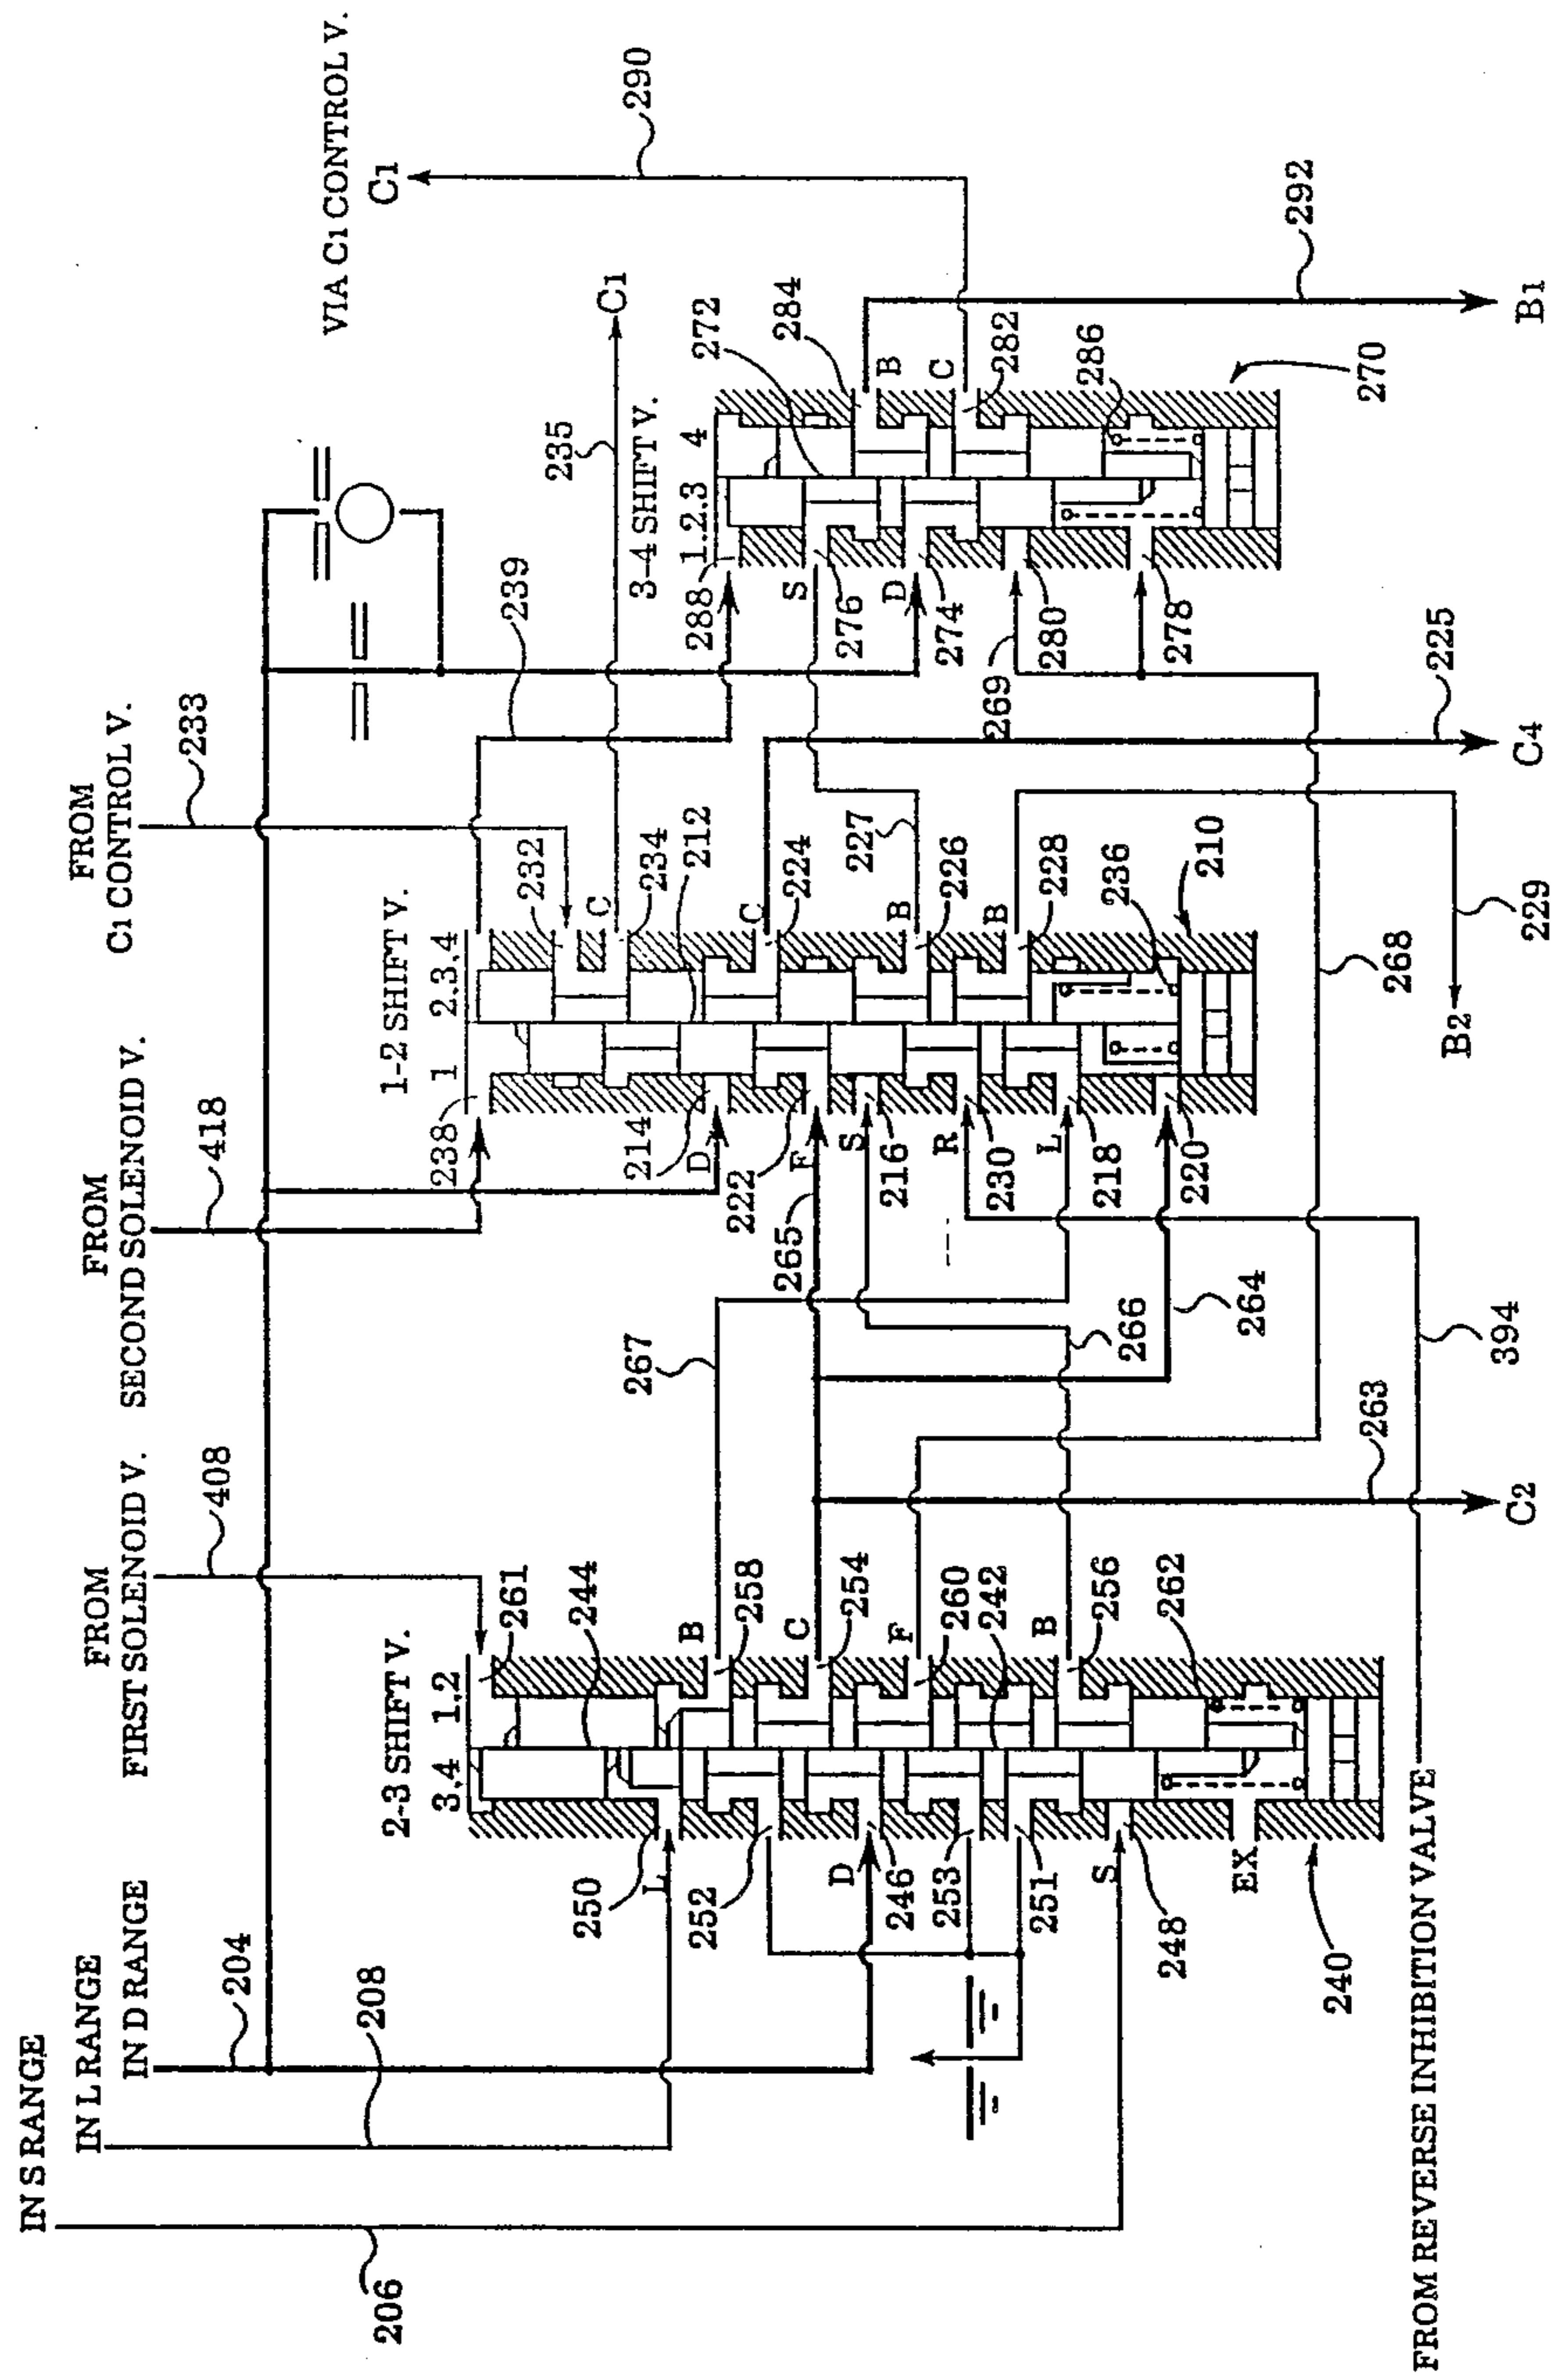 IN S RANGE
IN L RANGE
IN D RANGE
204
208
206
FROM
FIRST SOLENOID V.
408
FROM
SECOND SOLENOID V.
418
FROM
C1 CONTROL V.
233
VIA C1 CONTROL V.
C1
290
239
235
C1
2-3 SHIFT V.
3.4
1.2
261
244
250
L
252
D
246
253
251
S
248
EX
240
B
258
C
254
F
260
242
B
256
262
267
265
266
264
263
C2
1-2 SHIFT V.
1
2.3.4
238
214
D
222
F
S
216
R
230
L
218
220
232
C
234
212
C
224
B
226
B
228
236
210
227
229
B2
3-4 SHIFT V.
1.2.3
4
288
S
276
D
274
269
280
278
272
284
B
C
282
286
270
292
B1
225
C4
268
394
FROM REVERSE INHIBITION VALVE